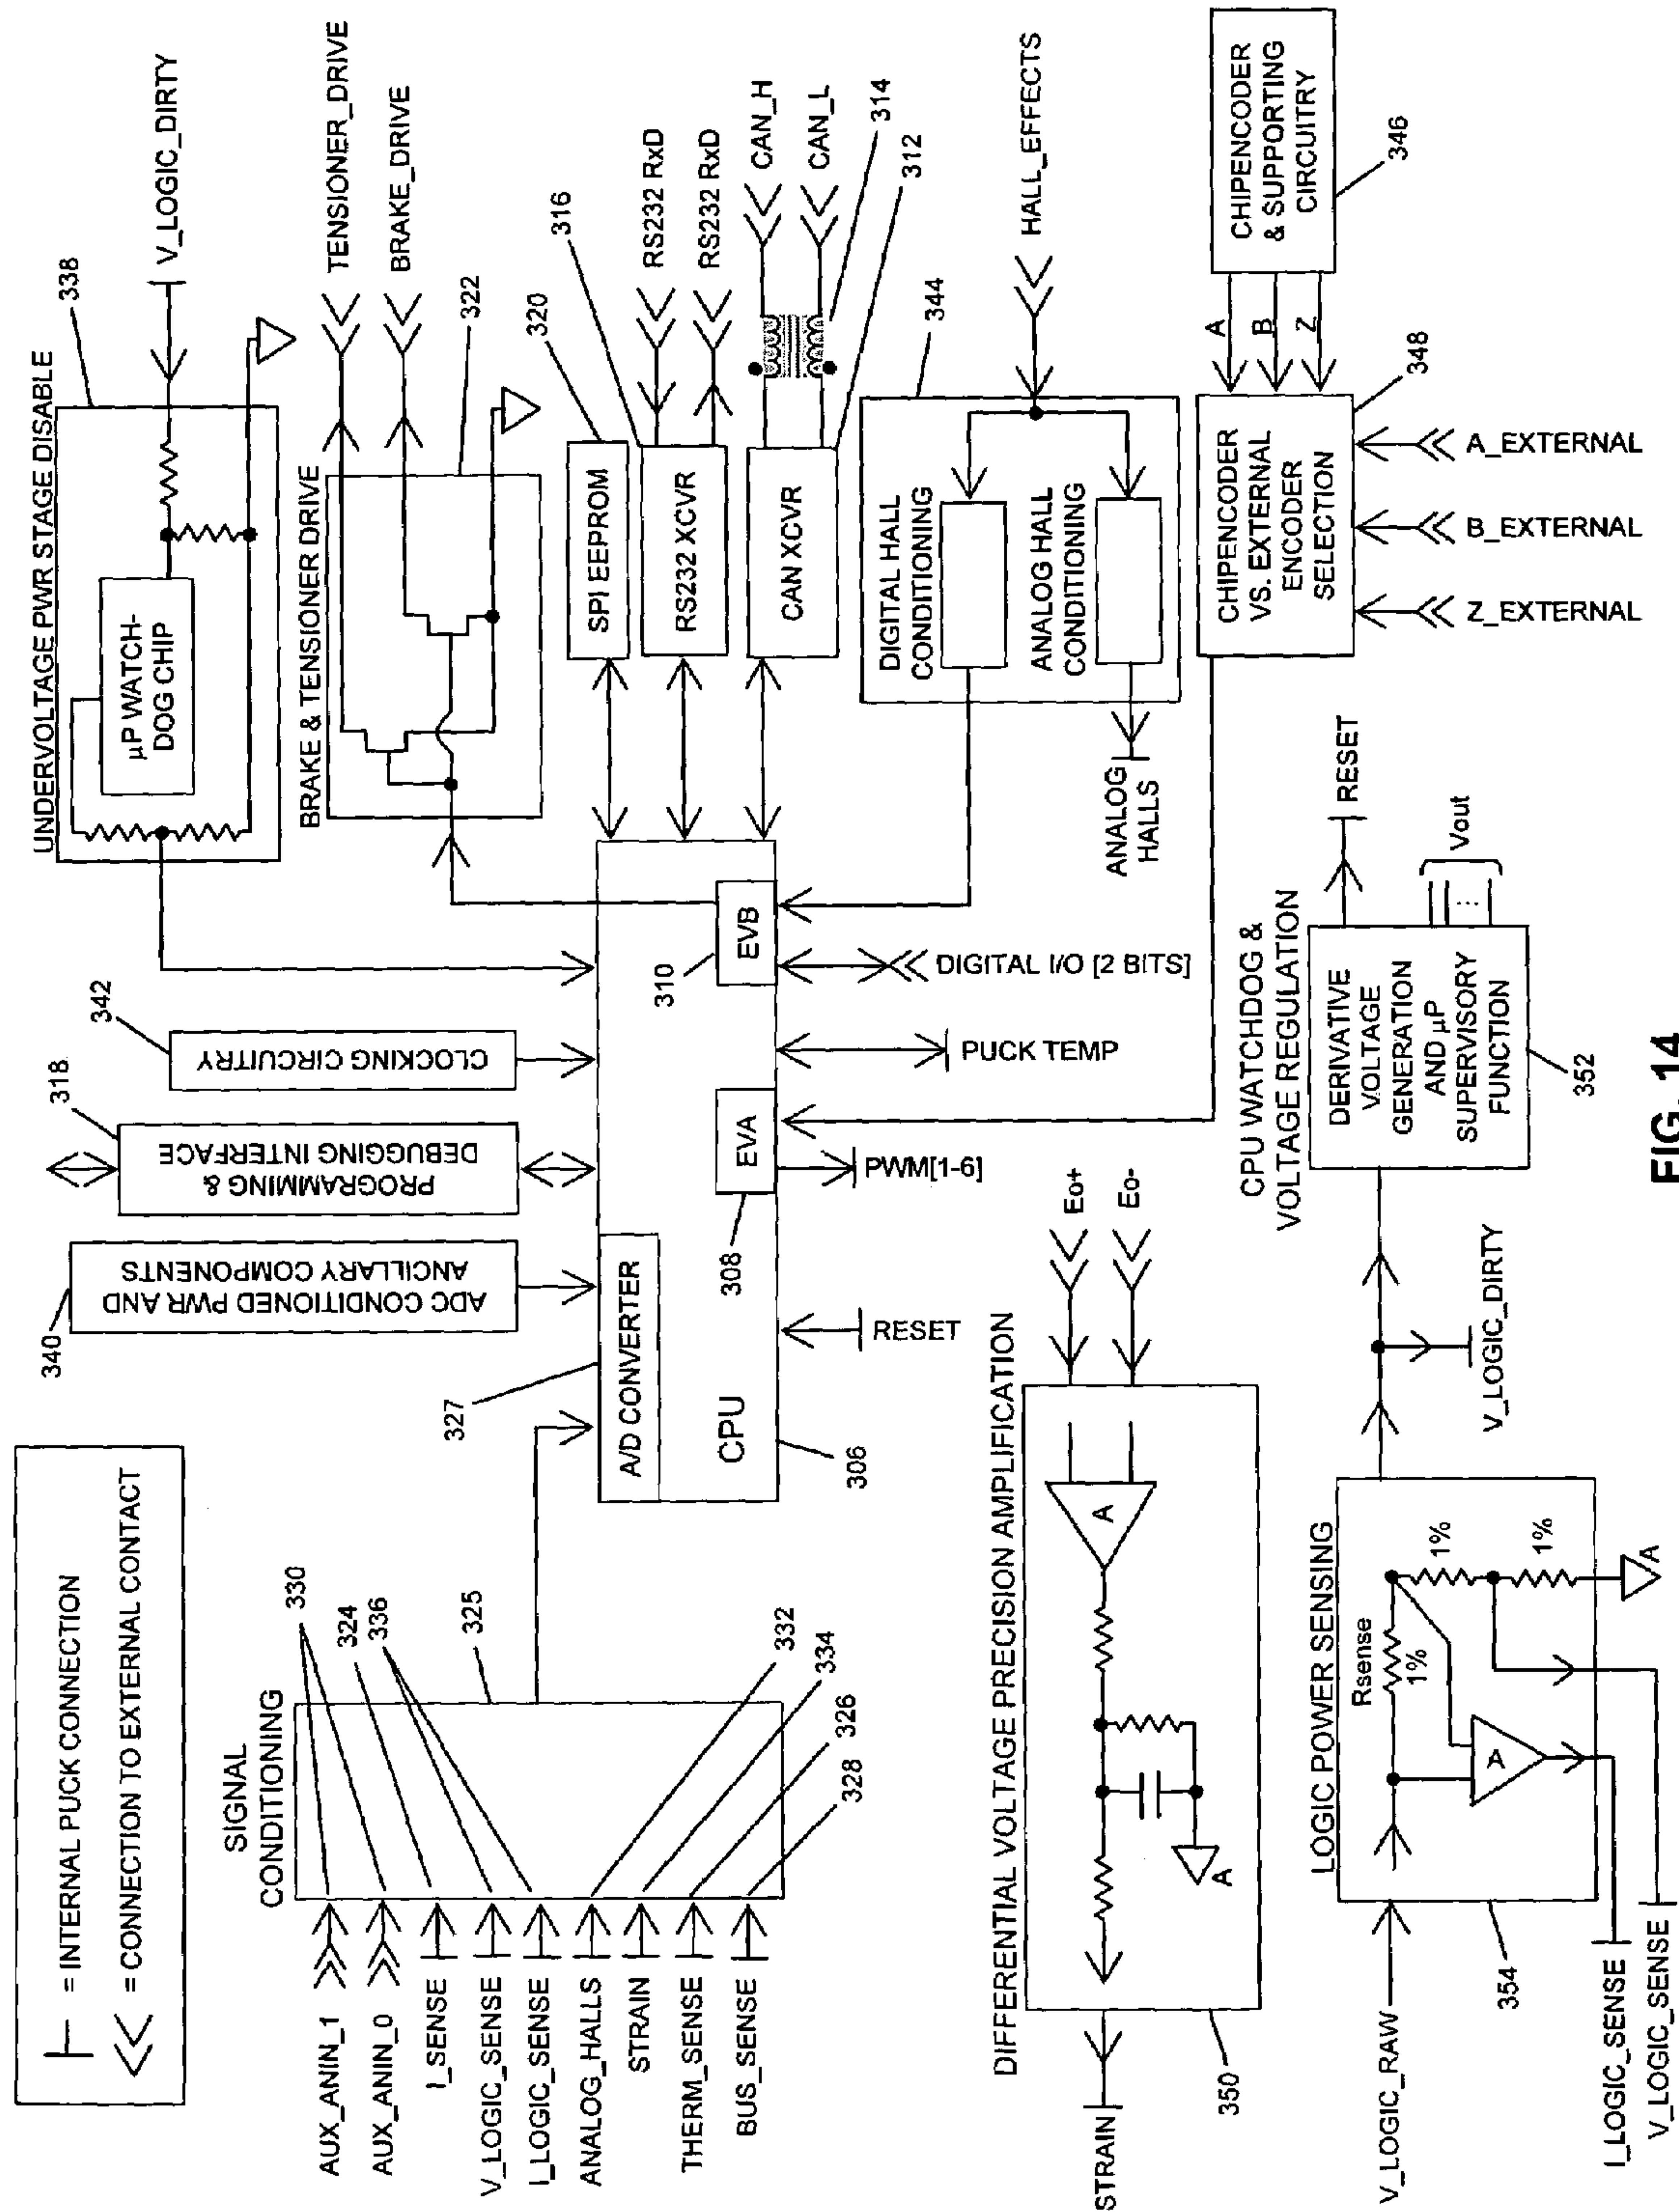 = INTERNAL PUCK CONNECTION
= CONNECTION TO EXTERNAL CONTACT
340
ADC CONDITIONED PWR AND
ANCILLARY COMPONENTS
318
PROGRAMMING &
DEBUGGING INTERFACE
342
CLOCKING CIRCUITRY
UNDERVOLTAGE PWR STAGE DISABLE
338
µP WATCH-
DOG CHIP
V_LOGIC_DIRTY
BRAKE & TENSIONER DRIVE
322
TENSIONER_DRIVE
BRAKE_DRIVE
SIGNAL
CONDITIONING
AUX_ANIN_1
AUX_ANIN_0
I_SENSE
V_LOGIC_SENSE
I_LOGIC_SENSE
ANALOG_HALLS
STRAIN
THERM_SENSE
BUS_SENSE
330
324
336
325
332
334
326
328
327
A/D CONVERTER
CPU
306
308
EVA
310
EVB
RESET
PWM[1-6]
PUCK TEMP
DIGITAL I/O [2 BITS]
320
SPI EEPROM
316
RS232 XCVR
RS232 RxD
RS232 RxD
CAN XCVR
CAN_H
CAN_L
314
312
344
DIGITAL HALL
CONDITIONING
ANALOG HALL
CONDITIONING
HALL_EFFECTS
ANALOG
HALLS
CHIPENCODER
VS. EXTERNAL
ENCODER
SELECTION
348
A
B
Z
CHIPENCODER
& SUPPORTING
CIRCUITRY
346
A_EXTERNAL
B_EXTERNAL
Z_EXTERNAL
DIFFERENTIAL VOLTAGE PRECISION AMPLIFICATION
STRAIN
A
A
Eo+
Eo-
350
LOGIC POWER SENSING
V_LOGIC_RAW
Rsense
1%
1%
1%
A
A
354
I_LOGIC_SENSE
V_LOGIC_SENSE
V_LOGIC_DIRTY
CPU WATCHDOG &
VOLTAGE REGULATION
DERIVATIVE
VOLTAGE
GENERATION
AND µP
SUPERVISORY
FUNCTION
352
RESET
Vout
...
FIG. 14